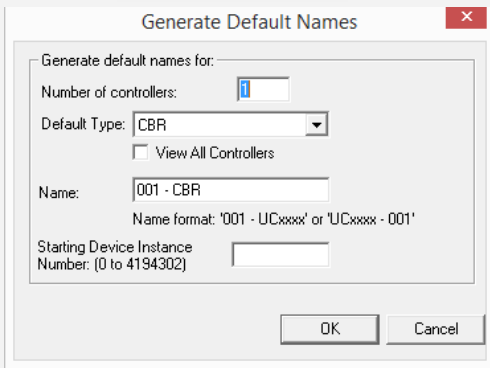 Generate Default Names
Generate default names for:
Number of controllers: 1
Default Type: CBR
View All Controllers
Name: 001 - CBR
Name format: '001 - UCxxxx' or 'UCxxxx - 001'
Starting Device Instance
Number: (0 to 4194302)
OK Cancel